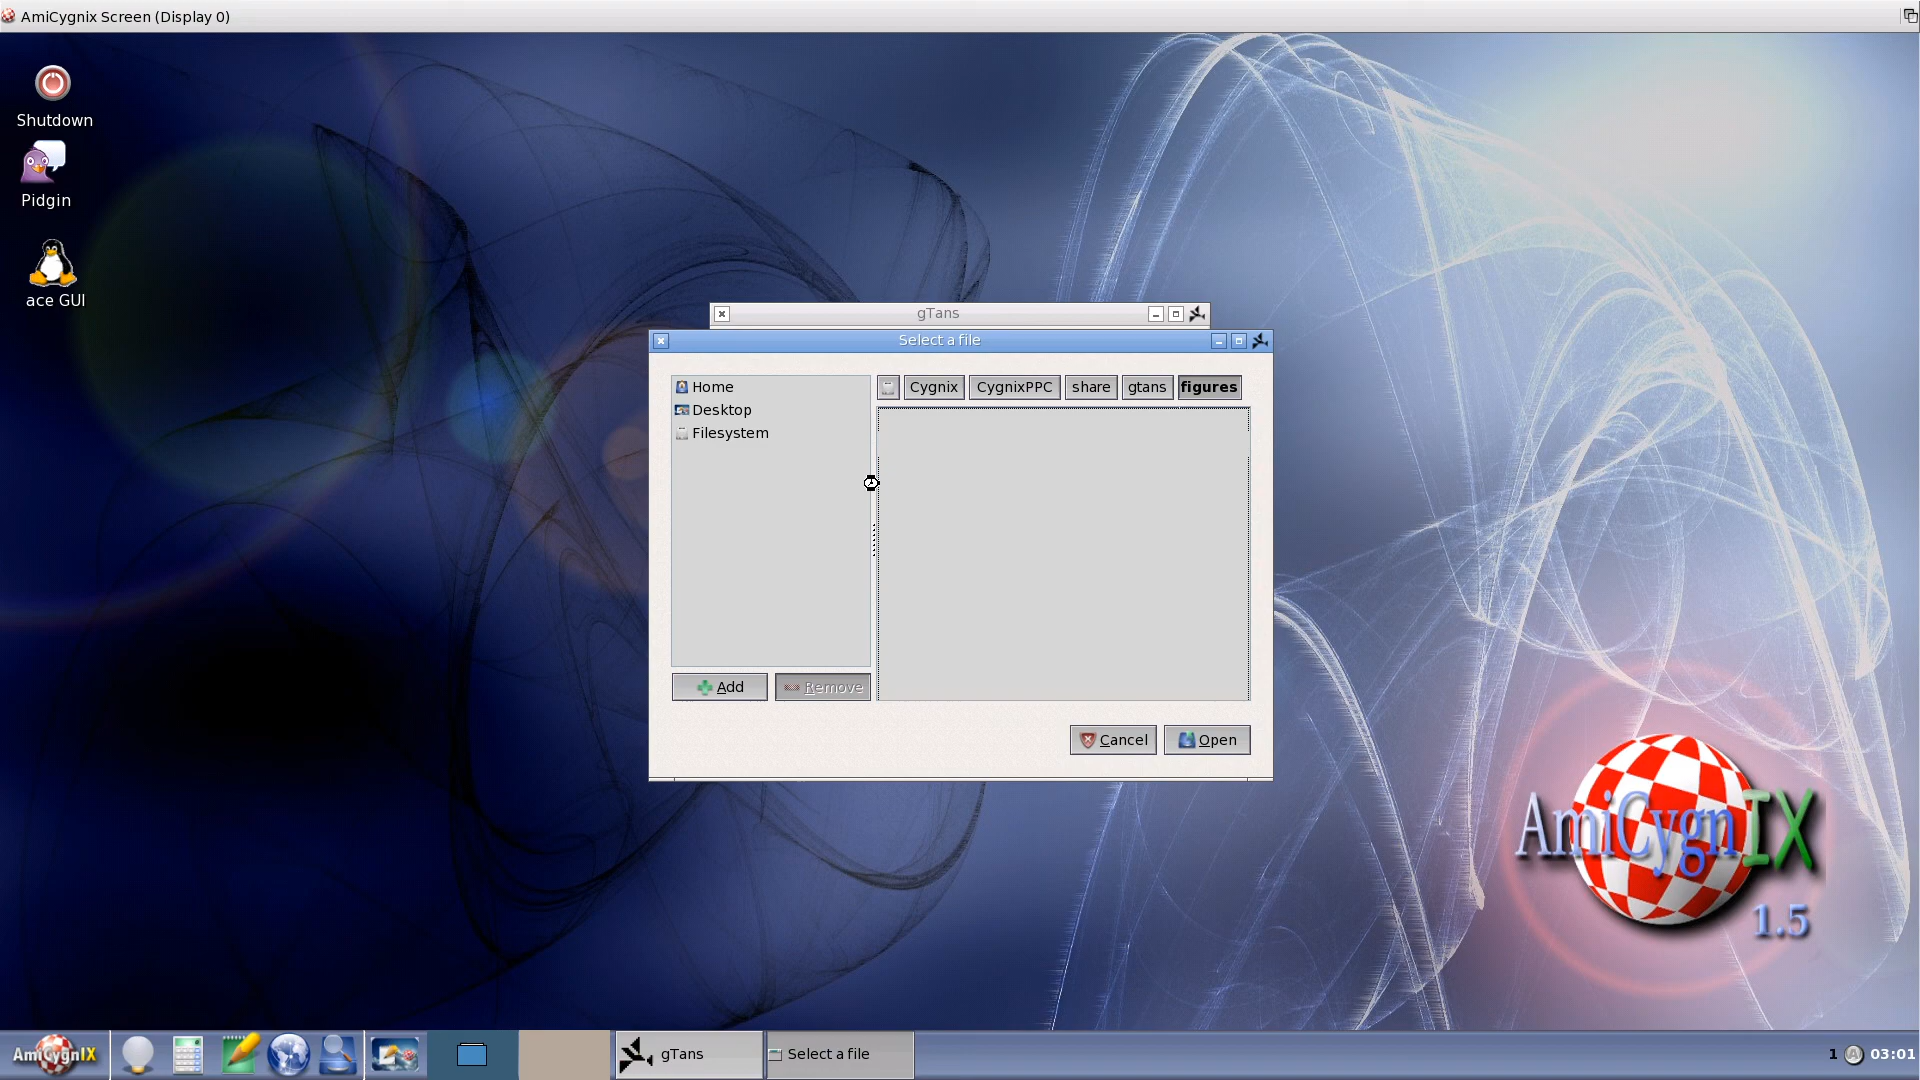 AmiCygnix Screen (Display 0)
Shutdown
Pidgin
ace GUI
gTans
Select a file
Home
Desktop
Filesystem
Cygnix
CygnixPPC
share
gtans
figures
Add
Remove
Cancel
Open
AmiCygnIX
1.5
AmiCygnIX
gTans
Select a file
1
03:01